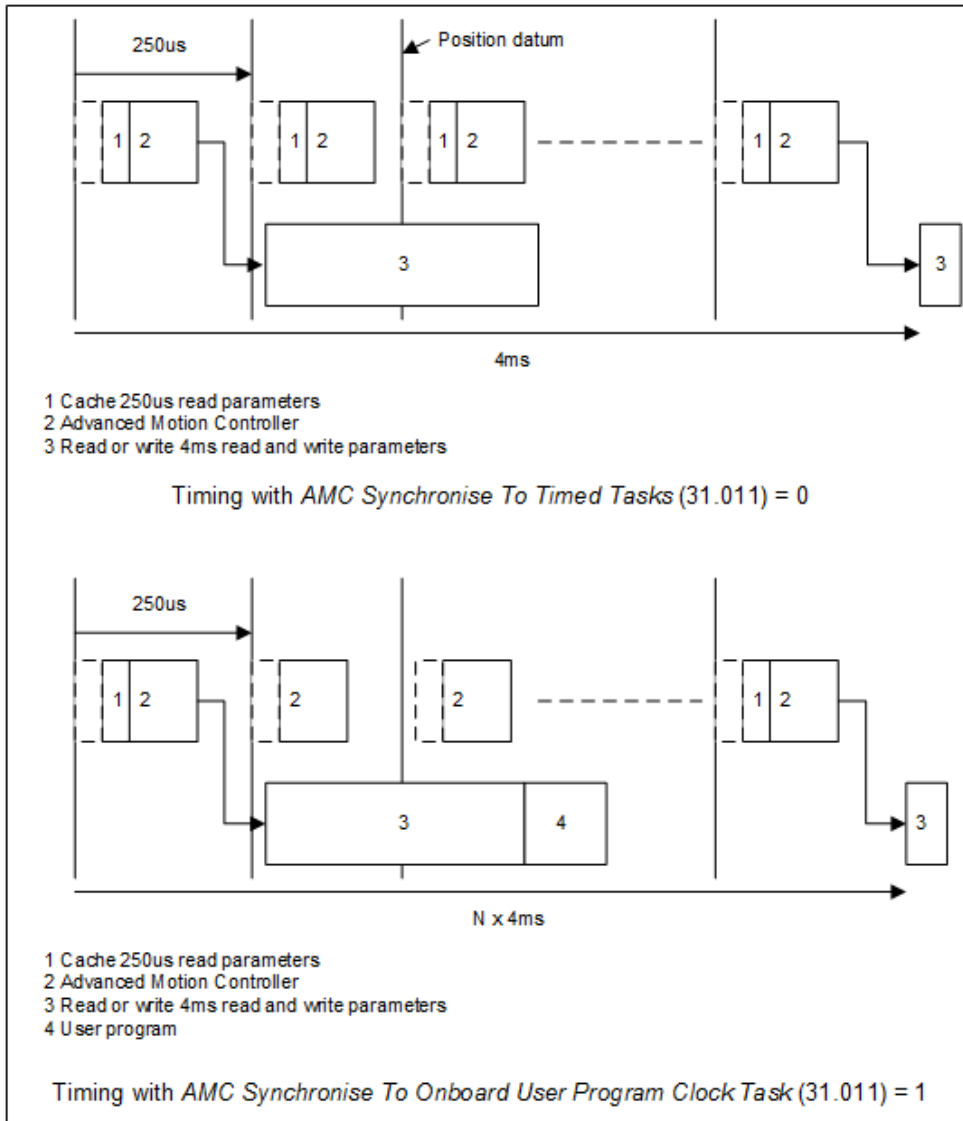 250us
Position datum
1 2
1 2
1 2
1 2
3
3
4ms
1 Cache 250us read parameters
2 Advanced Motion Controller
3 Read or write 4ms read and write parameters
Timing with AMC Synchronise To Timed Tasks (31.011) = 0
250us
1 2
2
2
1 2
3
4
3
N x 4ms
1 Cache 250us read parameters
2 Advanced Motion Controller
3 Read or write 4ms read and write parameters
4 User program
Timing with AMC Synchronise To Onboard User Program Clock Task (31.011) = 1